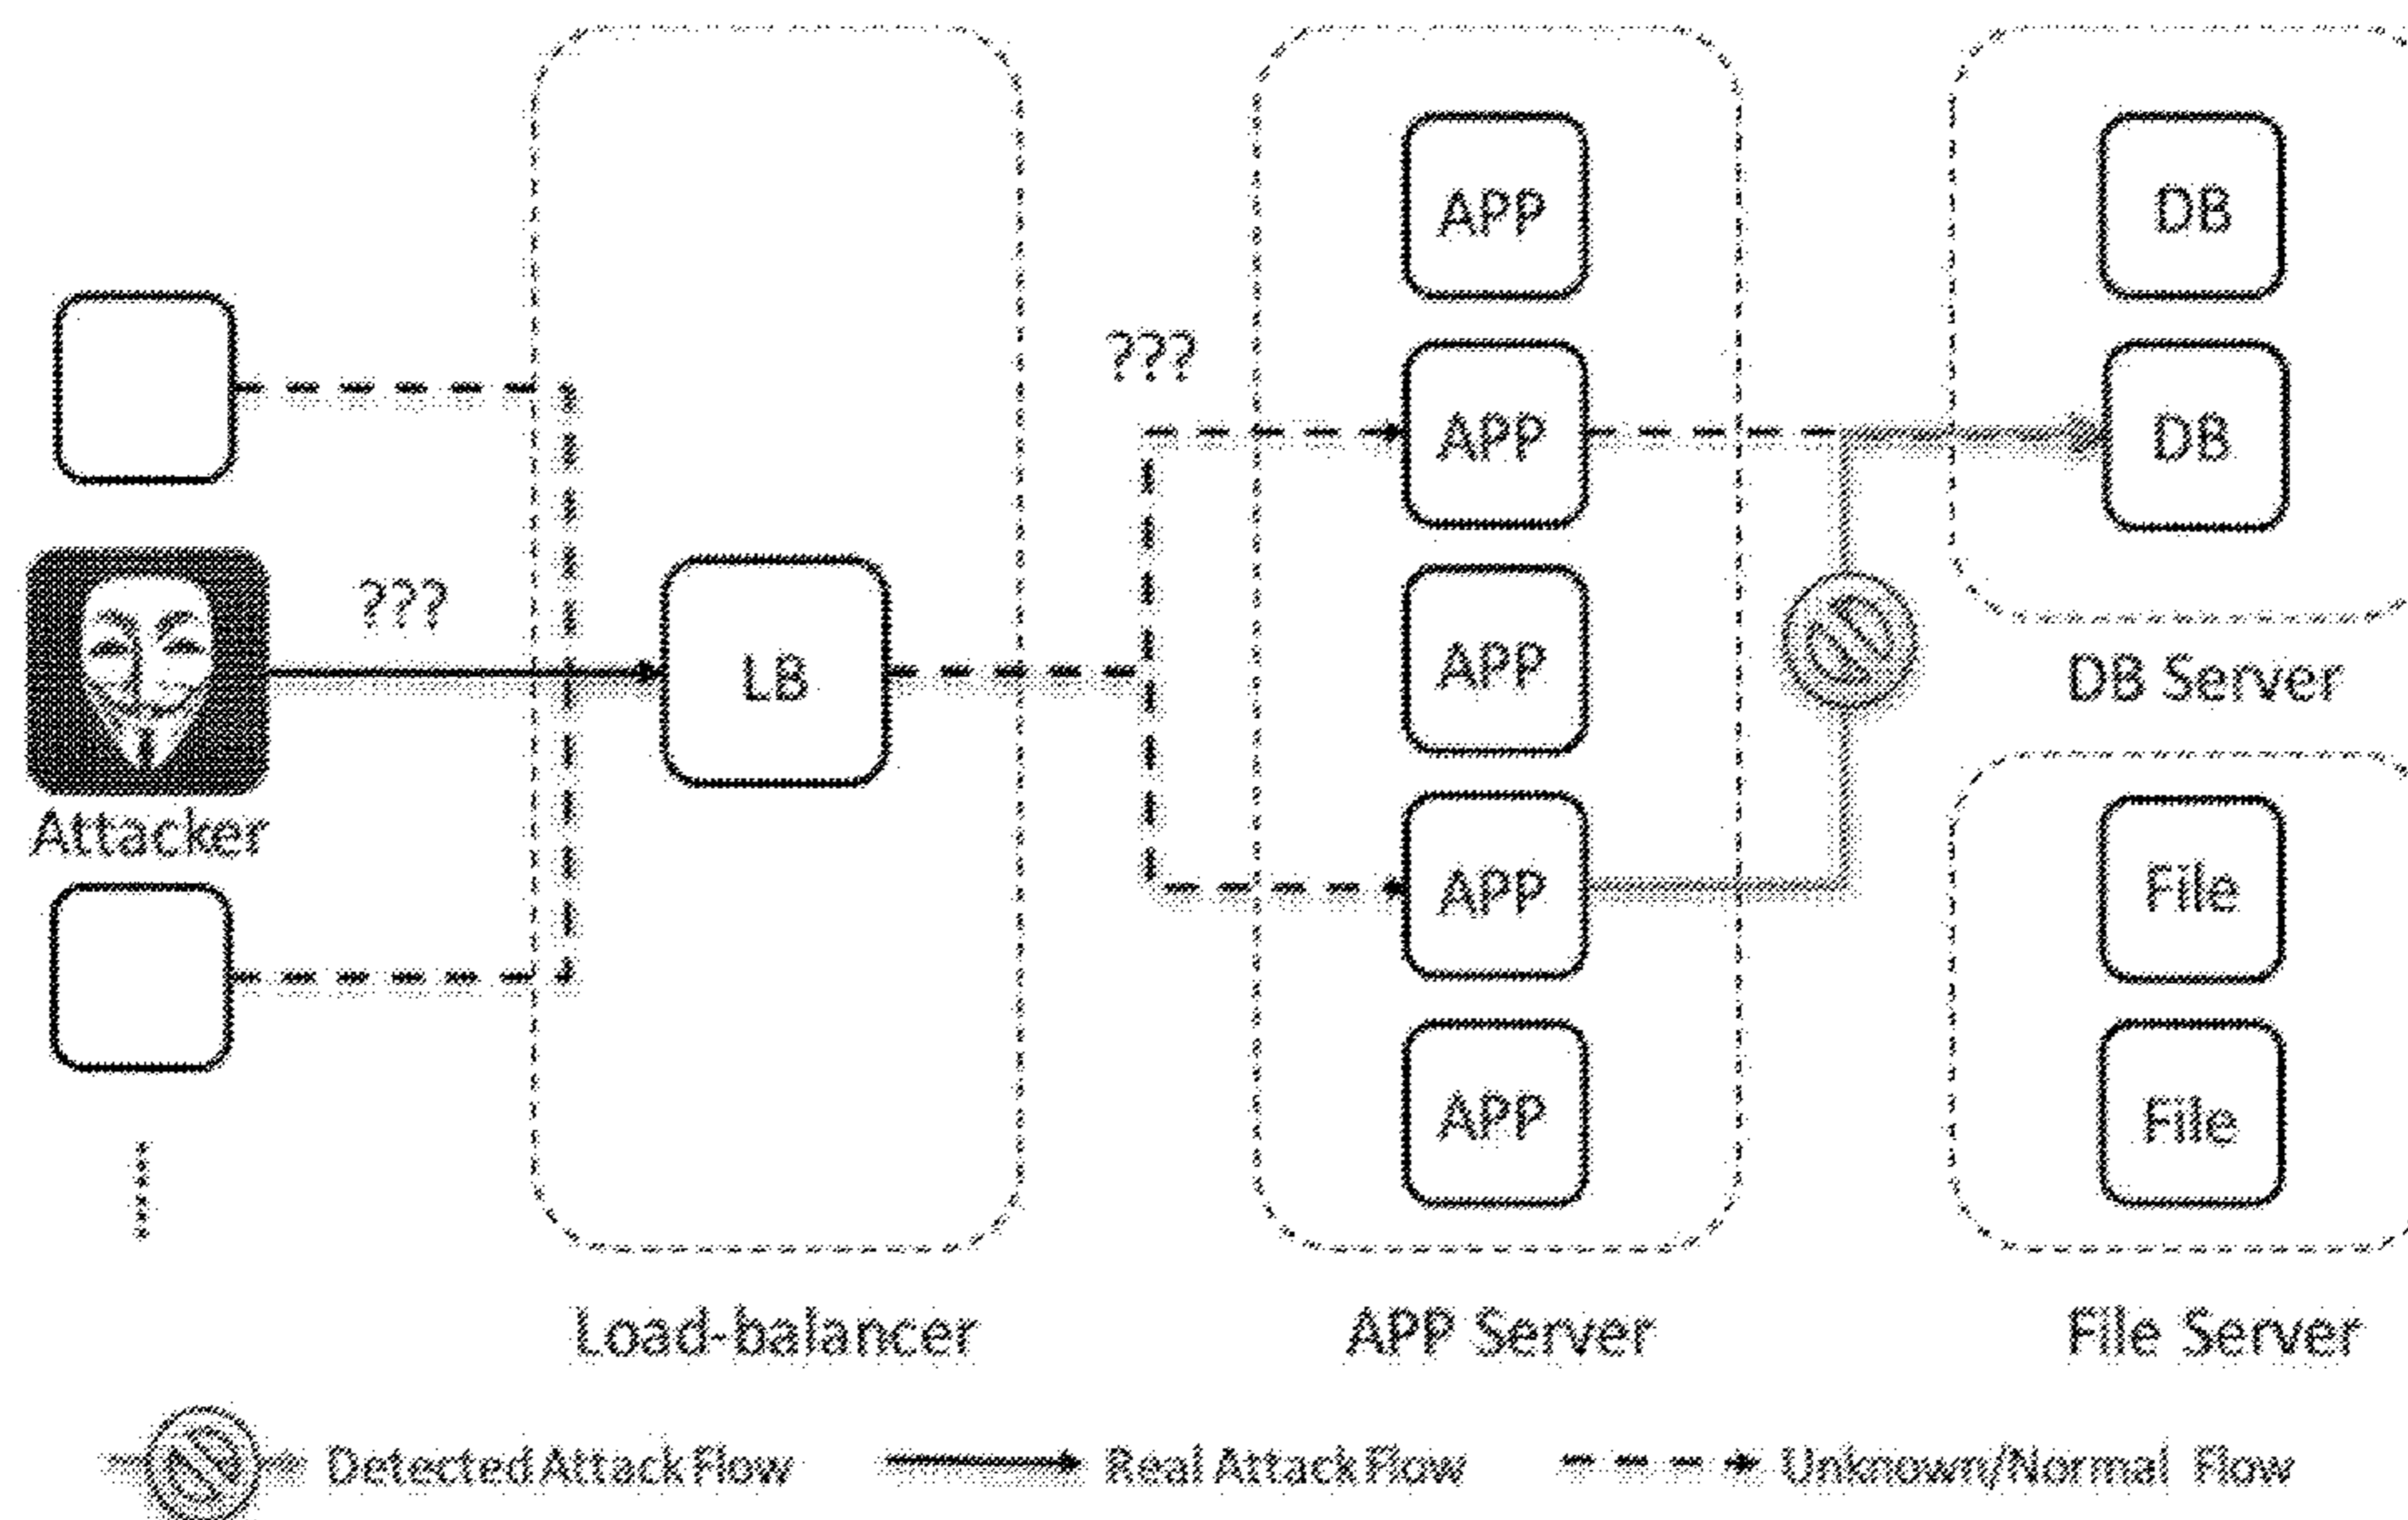 APP
DB
???
APP
DB
???
LB
APP
DB Server
Attacker
APP
File
APP
File
Load-balancer
APP Server
File Server
Detected Attack Flow
Real Attack Flow
Unknown/Normal Flow